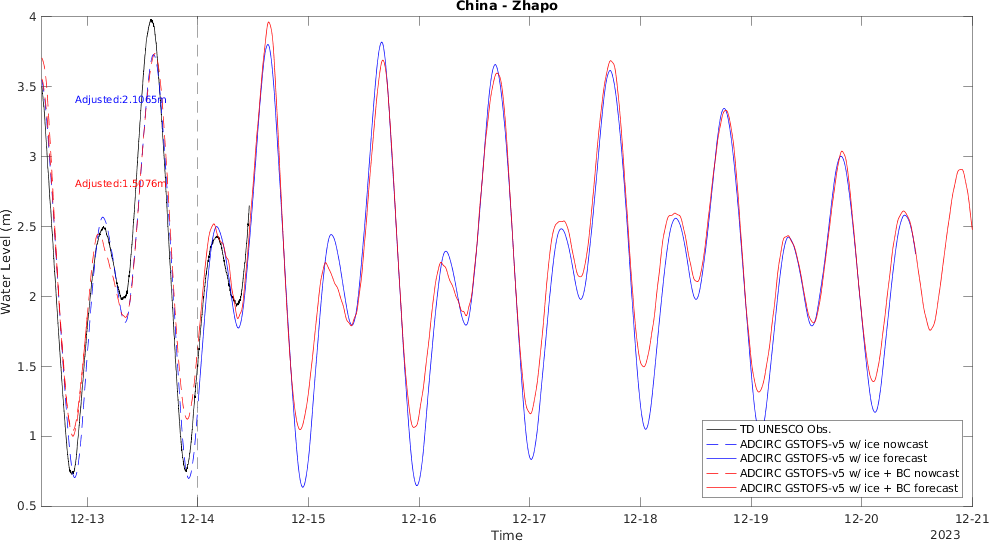 China - Zhapo
4
3.5
3
2.5
2
1.5
1
0.5
Water Level (m)
Adjusted:2.1065m
Adjusted:1.5076m
TD UNESCO Obs.
ADCIRC GSTOFS-v5 w/ ice nowcast
ADCIRC GSTOFS-v5 w/ ice forecast
ADCIRC GSTOFS-v5 w/ ice + BC nowcast
ADCIRC GSTOFS-v5 w/ ice + BC forecast
12-13 12-14 12-15 12-16 12-17 12-18 12-19 12-20 12-21
Time
2023